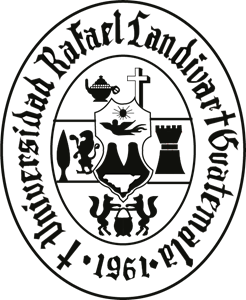 † Universidad Rafael Landívar † Guatemala · 1961 ·